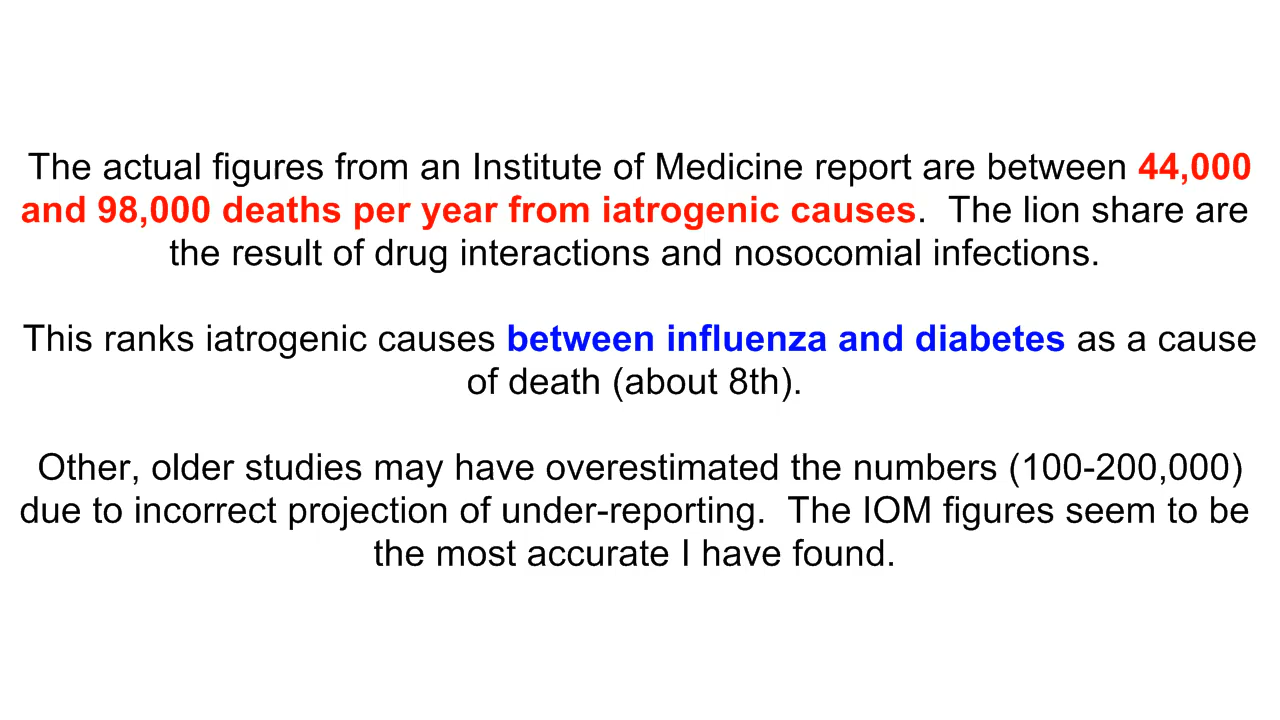 The actual figures from an Institute of Medicine report are between 44,000
and 98,000 deaths per year from iatrogenic causes.  The lion share are
the result of drug interactions and nosocomial infections.
This ranks iatrogenic causes between influenza and diabetes as a cause
of death (about 8th).
Other, older studies may have overestimated the numbers (100-200,000)
due to incorrect projection of under-reporting.  The IOM figures seem to be
the most accurate I have found.